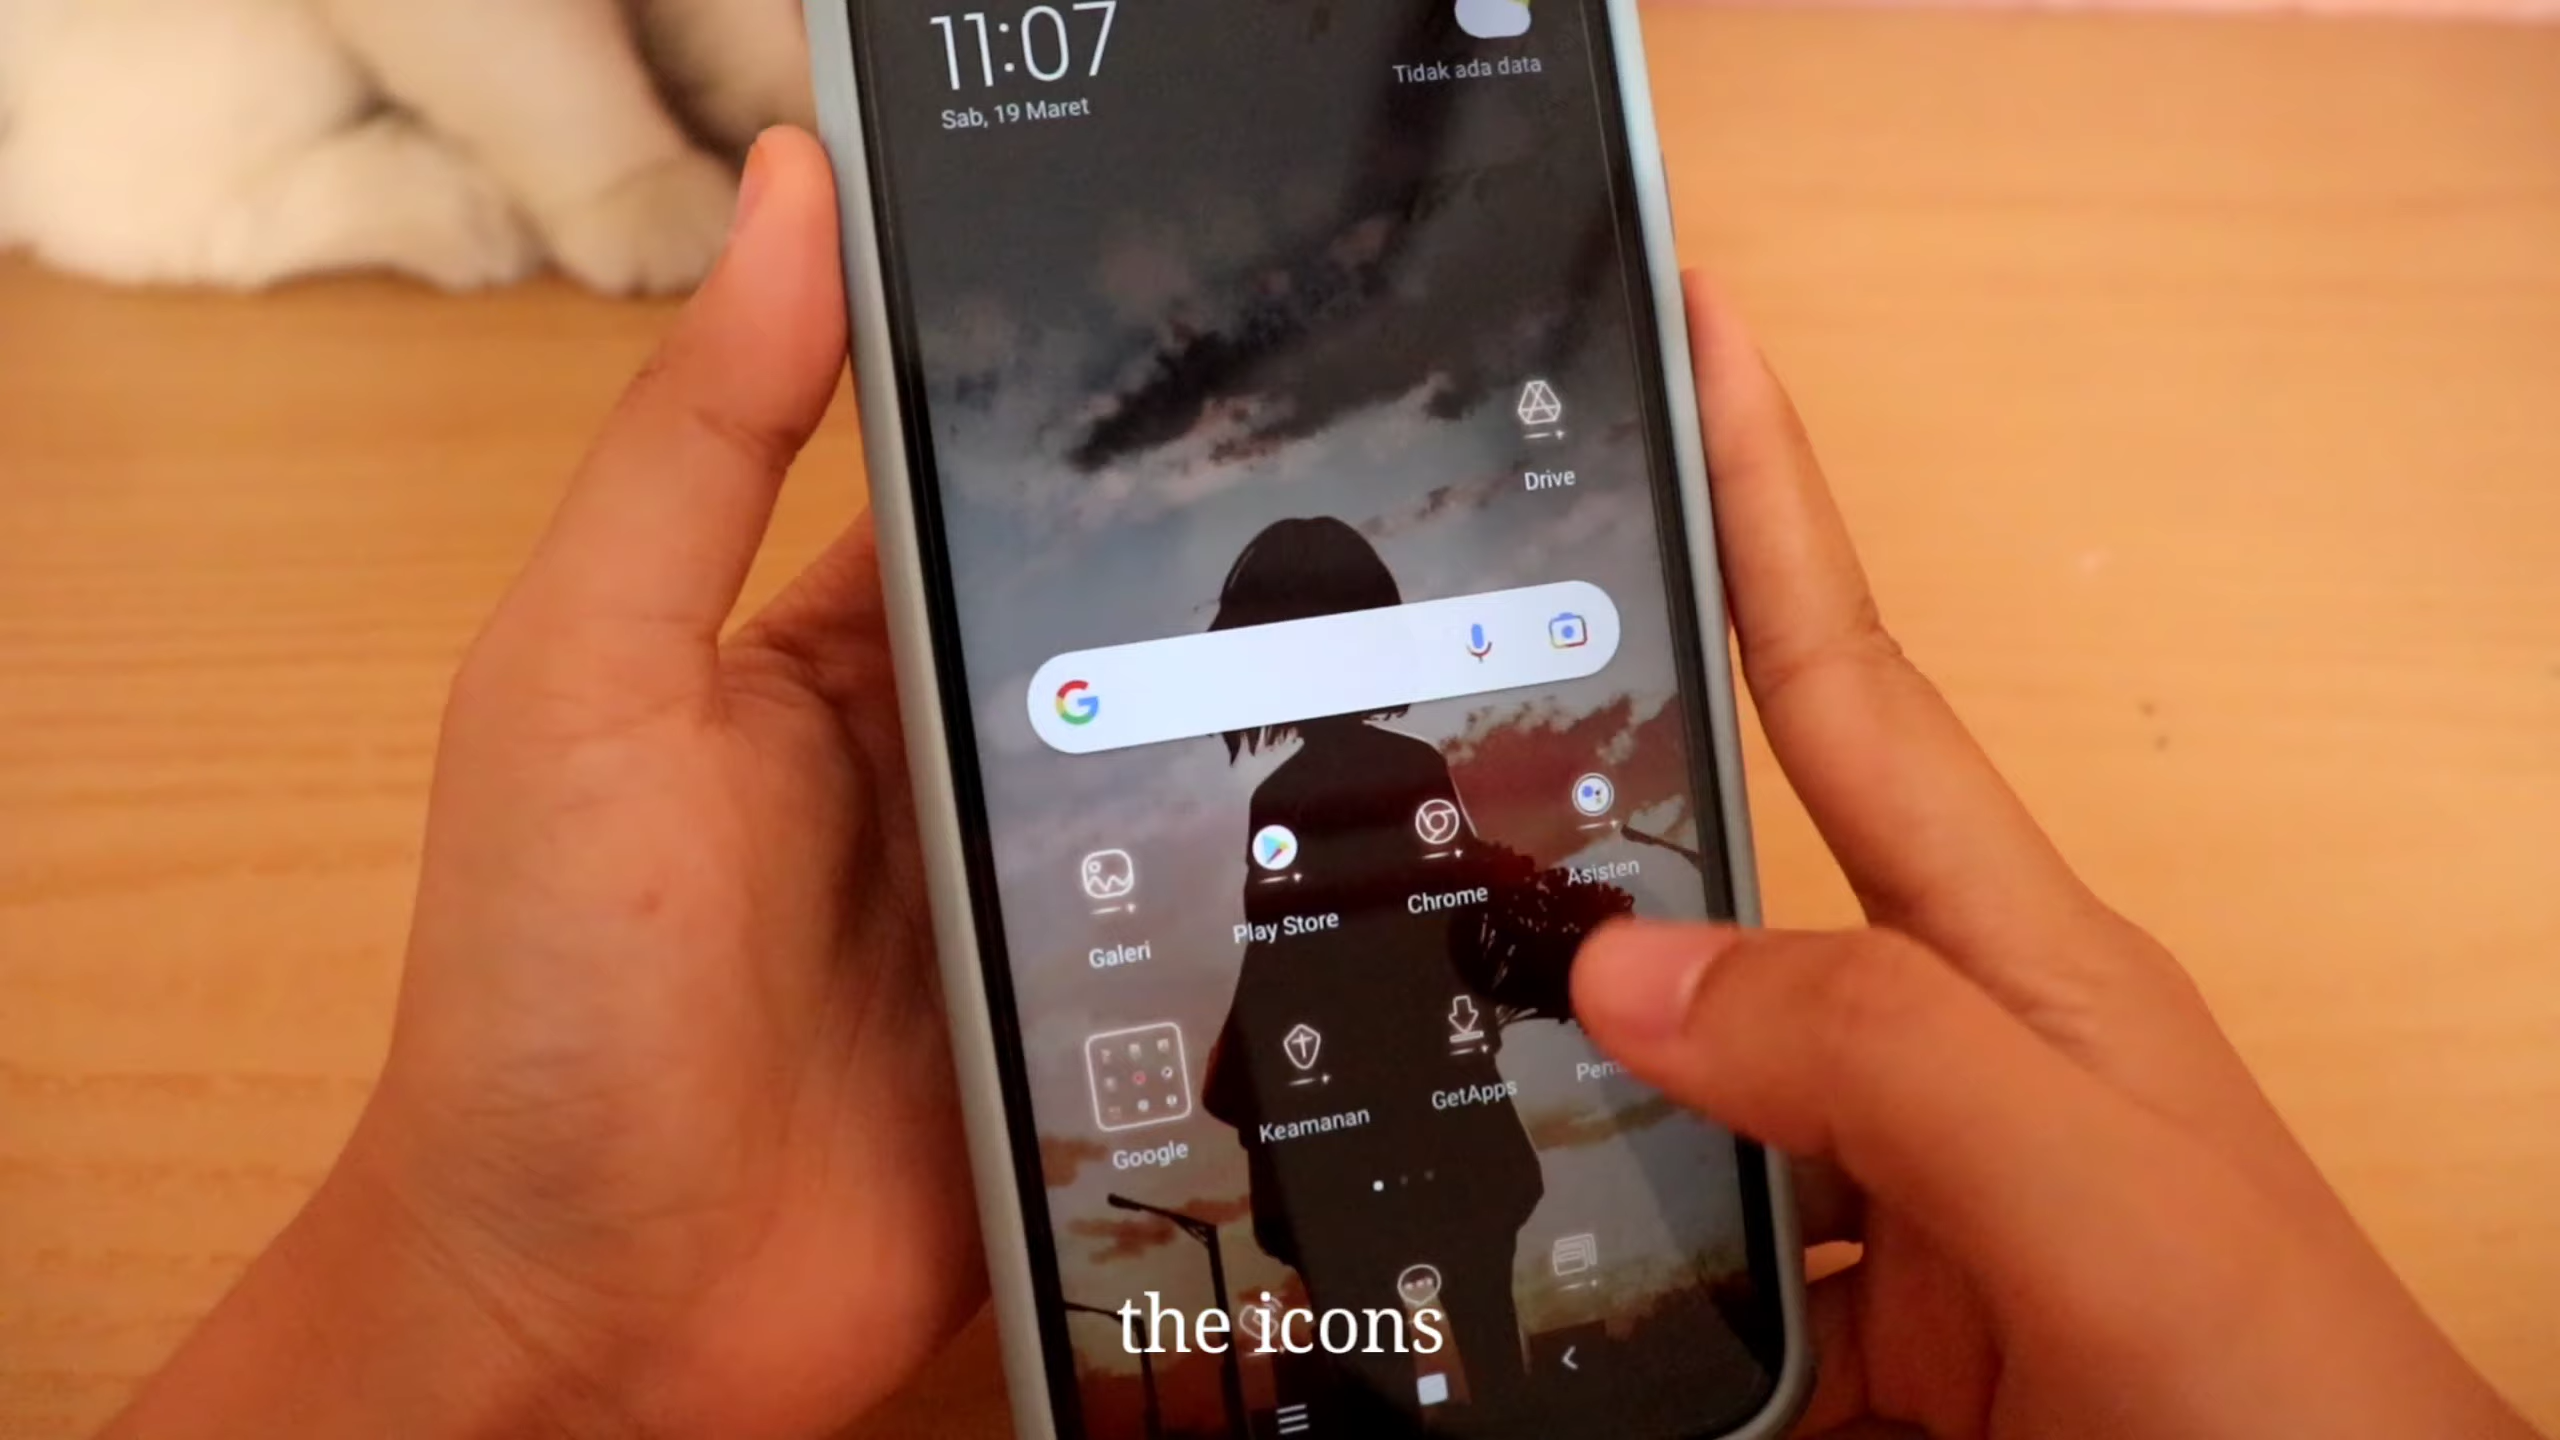 11:07
Sab, 19 Maret
Tidak ada data
Drive
Galeri
Play Store
Chrome
Asisten
Google
Keamanan
GetApps
the icons